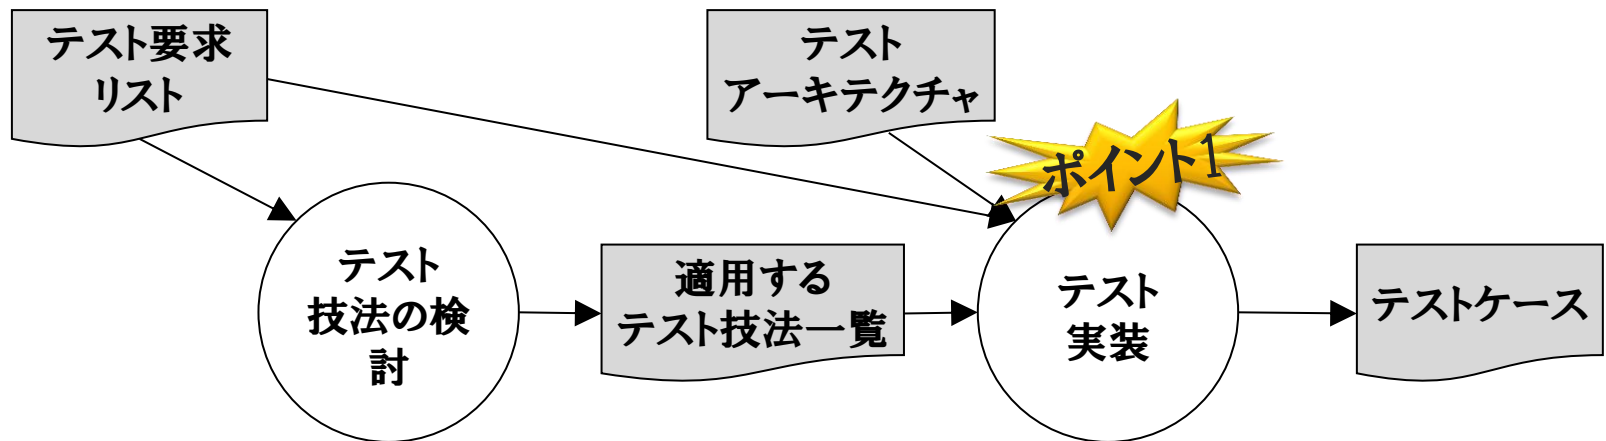 テスト要求
リスト
テスト
アーキテクチャ
ポイント1
テスト
技法の検
討
適用する
テスト技法一覧
テスト
実装
テストケース